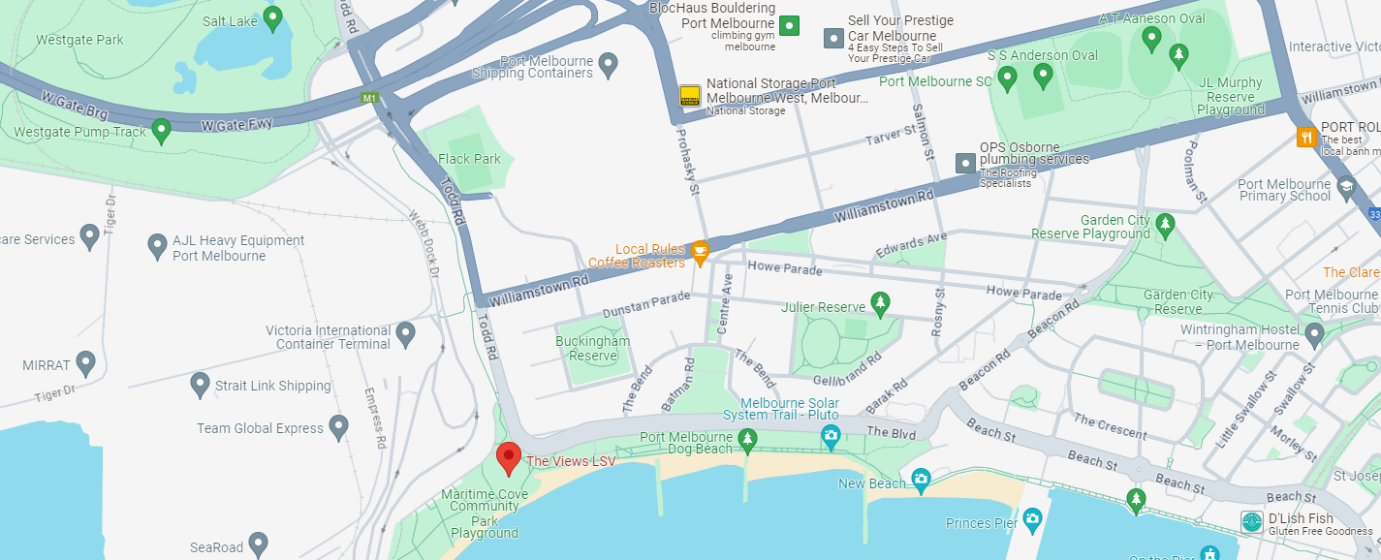 Salt Lake
Todd Rd
BlocHaus Bouldering
Port Melbourne
climbing gym
melbourne
Sell Your Prestige
Car Melbourne
4 Easy Steps To Sell
Your Prestige Car
A T Aaneson Oval
Westgate Park
Interactive Victo
S S Anderson Oval
Port Melbourne
Shipping Containers
Port Melbourne SC
JL Murphy
Reserve
Playground
National Storage Port
Melbourne West, Melbour...
National Storage
Williamstown R
W Gate Brg
M1
W Gate Fwy
Westgate Pump Track
PORT ROL
The best
local banh m
Prohasky St
Tarver St
Salmon St
OPS Osborne
plumbing services
The Roofing
Specialists
Flack Park
Todd Rd
Poolman St
Port Melbourne
Primary School
33
Tiger Dr
Webb Dock Dr
Williamstown Rd
Garden City
Reserve Playground
care Services
AJL Heavy Equipment
Port Melbourne
Local Rules
Coffee Roasters
Edwards Ave
Howe Parade
The Clare
Williamstown Rd
Howe Parade
Garden City
Reserve
Port Melbourne
Tennis Club
Dunstan Parade
Centre Ave
Julier Reserve
Rosny St
Beacon Rd
Victoria International
Container Terminal
Todd Rd
Buckingham
Reserve
Wintringham Hostel
– Port Melbourne
MIRRAT
The Bend
Batman Rd
The Bend
Gellibrand Rd
Beacon Rd
Tiger Dr
Strait Link Shipping
Empress Rd
Barak Rd
Little Swallow St
Swallow St
Melbourne Solar
System Trail - Pluto
Team Global Express
The Crescent
Morley St
The Blvd
Beach St
Port Melbourne
Dog Beach
The Views LSV
Beach St
St Josep
New Beach
Beach St
Beach St
Maritime Cove
Community
Park
Playground
Princes Pier
D'Lish Fish
Gluten Free Goodness
SeaRoad
On the Pier